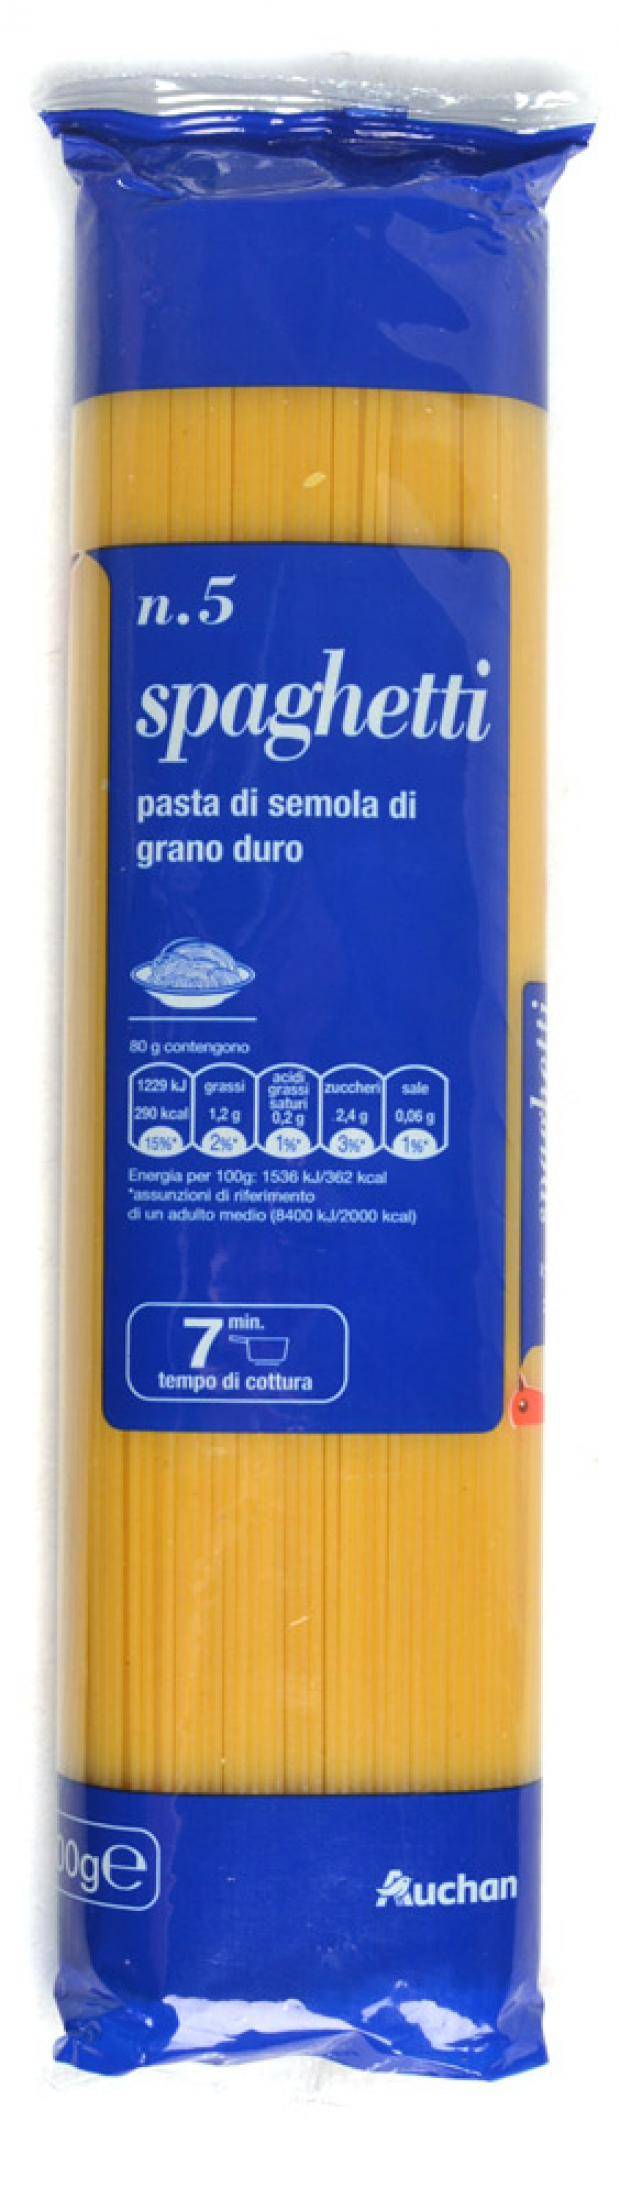 n.5
spaghetti
pasta di semola di
grano duro
80 g contengono
1229 kJ
290 kcal
15%*
grassi
1,2 g
2%*
acidi
grassi
saturi
0,2 g
1%*
zuccheri
2,4 g
3%*
sale
0,06 g
1%*
Energia per 100g: 1536 kJ/362 kcal
*assunzioni di riferimento
di un adulto medio (8400 kJ/2000 kcal)
7 min.
tempo di cottura
00g℮
Auchan